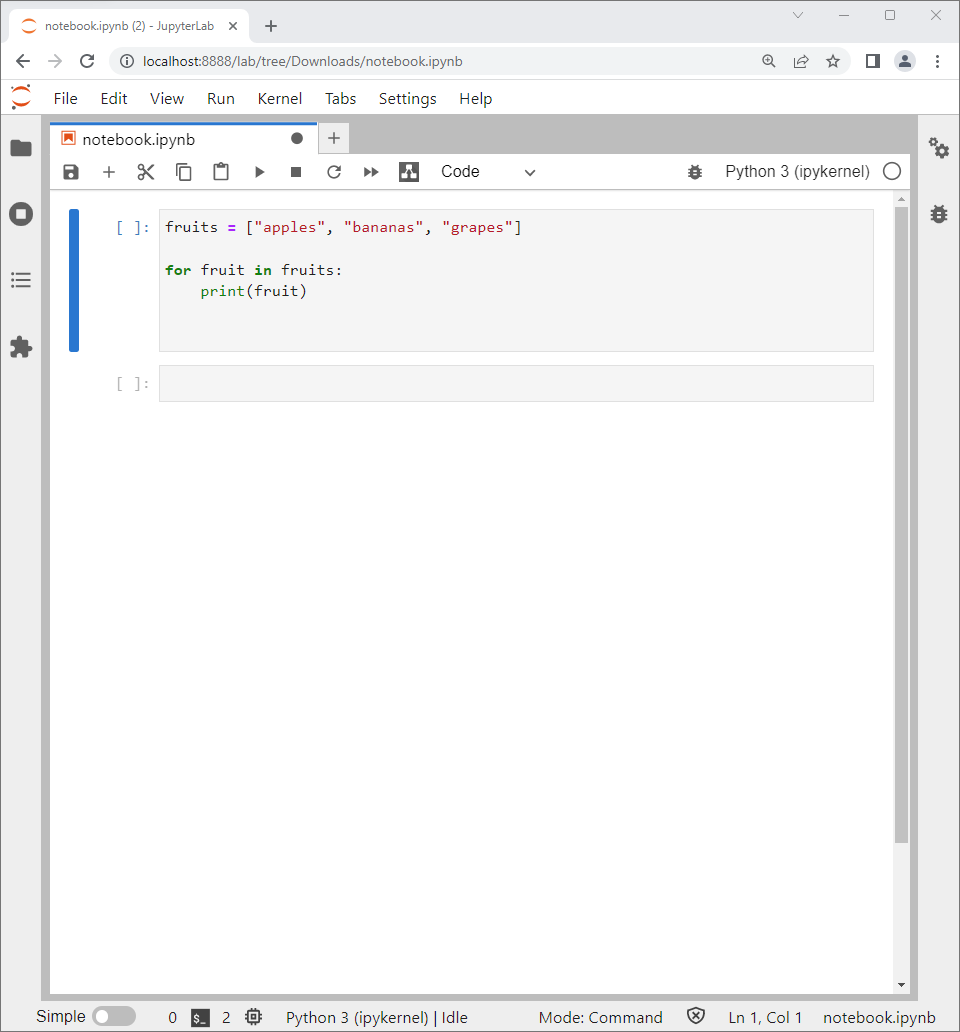 notebook.ipynb (2) - JupyterLab
localhost:8888/lab/tree/Downloads/notebook.ipynb
File Edit View Run Kernel Tabs Settings Help
notebook.ipynb
Code Python 3 (ipykernel)
[ ]: fruits = ["apples", "bananas", "grapes"]
for fruit in fruits:
    print(fruit)
[ ]:
Simple 0 $_ 2 Python 3 (ipykernel) | Idle Mode: Command Ln 1, Col 1 notebook.ipynb